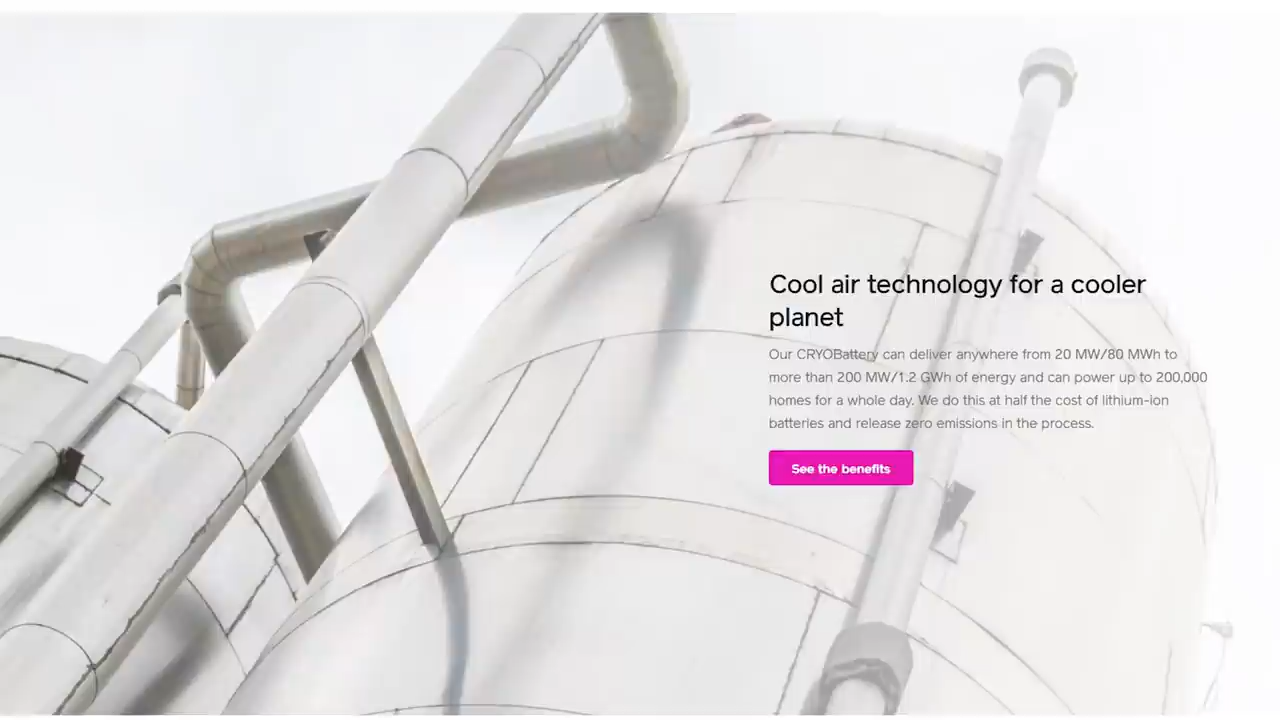 Cool air technology for a cooler
planet
Our CRYOBattery can deliver anywhere from 20 MW/80 MWh to
more than 200 MW/1.2 GWh of energy and can power up to 200,000
homes for a whole day. We do this at half the cost of lithium-ion
batteries and release zero emissions in the process.
See the benefits